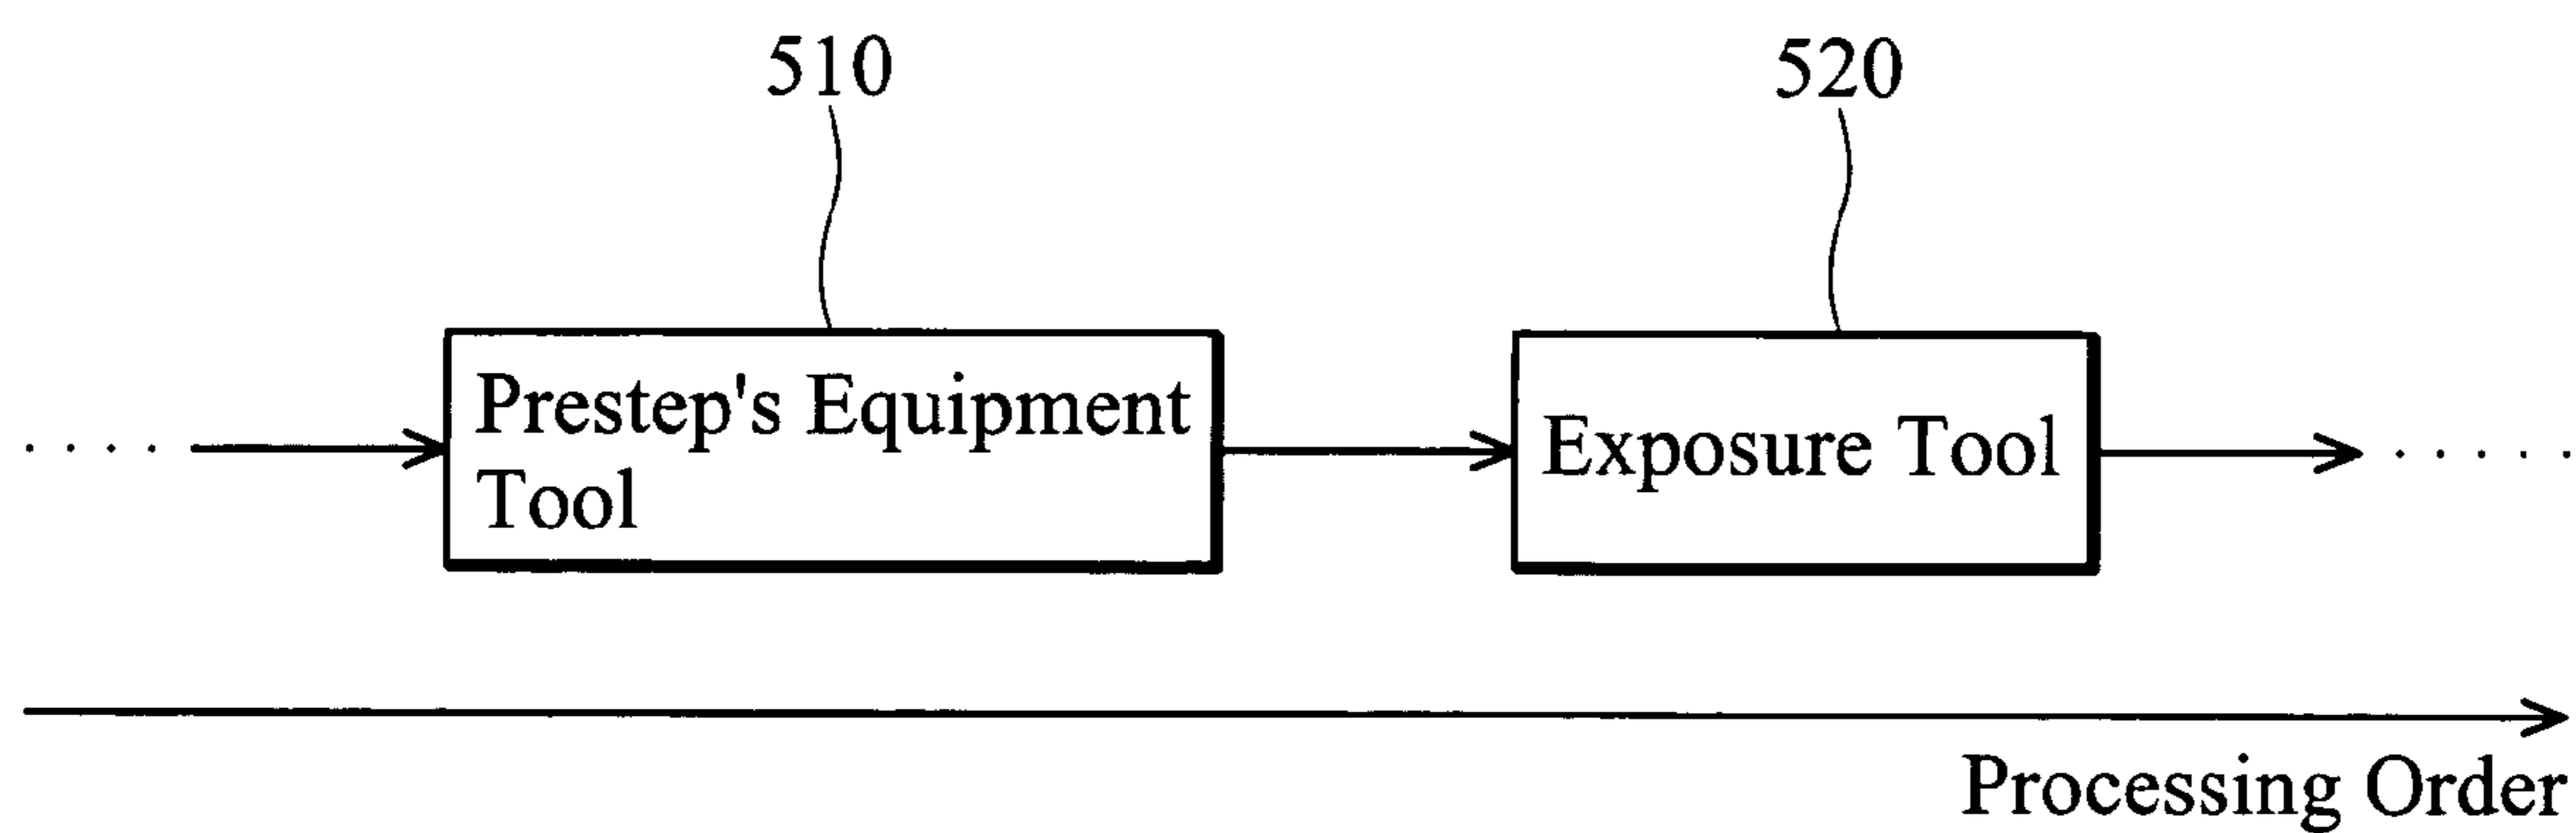 510
520
Prestep's Equipment
Tool
Exposure Tool
Processing Order